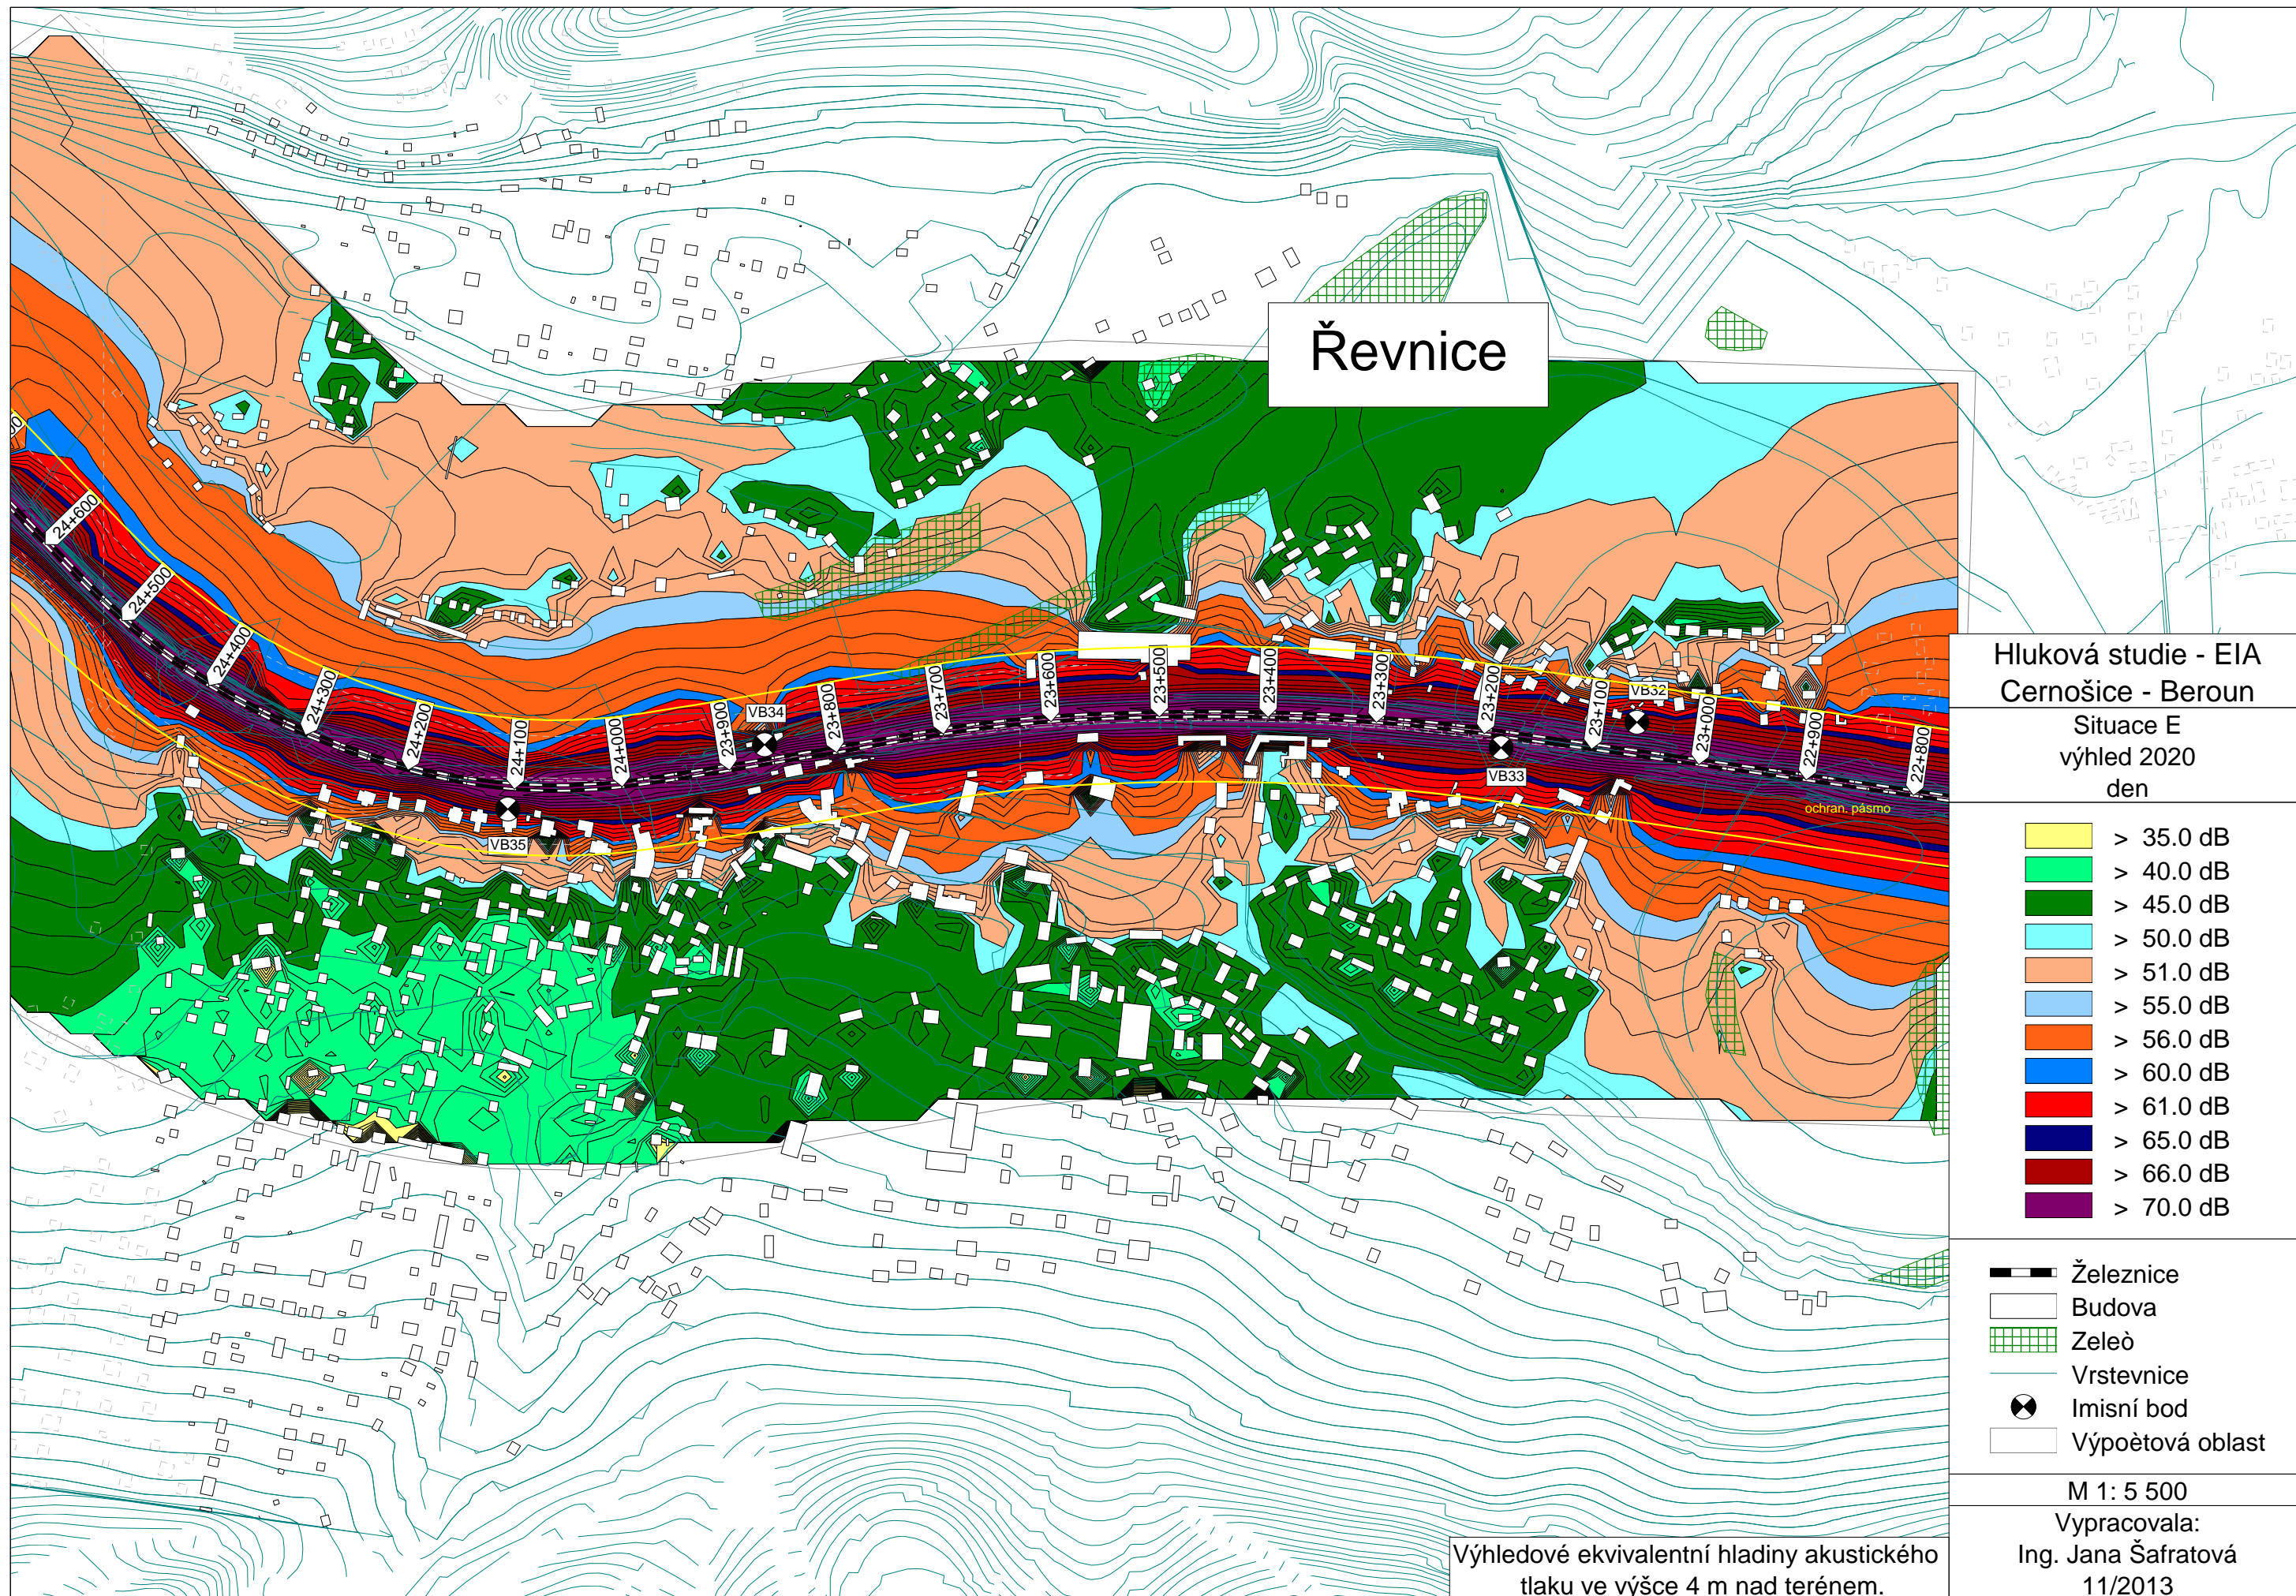 Řevnice
24+600
24+500
24+400
24+300
24+200
24+100
24+000
23+900
23+800
23+700
23+600
23+500
23+400
23+300
23+200
23+100
23+000
22+900
22+800
VB32
VB34
VB33
VB35
ochran. pásmo
Hluková studie - EIA
Cernošice - Beroun
Situace E
výhled 2020
den
> 35.0 dB
> 40.0 dB
> 45.0 dB
> 50.0 dB
> 51.0 dB
> 55.0 dB
> 56.0 dB
> 60.0 dB
> 61.0 dB
> 65.0 dB
> 66.0 dB
> 70.0 dB
Železnice
Budova
Zeleò
Vrstevnice
Imisní bod
Výpoètová oblast
M 1: 5 500
Vypracovala:
Ing. Jana Šafratová
11/2013
Výhledové ekvivalentní hladiny akustického
tlaku ve výšce 4 m nad terénem.